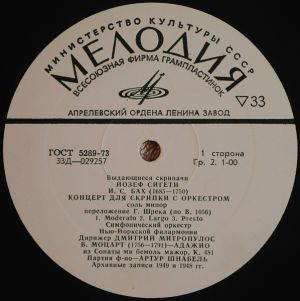 МИНИСТЕРСТВО КУЛЬТУРЫ СССР
МЕЛОДИЯ
ВСЕСОЮЗНАЯ ФИРМА ГРАМПЛАСТИНОК
АПРЕЛЕВСКИЙ ОРДЕНА ЛЕНИНА ЗАВОД
▽33
ГОСТ 5289-73
33Д—029257
1 сторона
Гр. 2. 1-00
Выдающиеся скрипачи
ЙОЗЕФ СИГЕТИ
И. С. БАХ (1685—1750)
КОНЦЕРТ ДЛЯ СКРИПКИ С ОРКЕСТРОМ
соль минор
переложение Г. Шрека (по В. 1056)
1. Moderato 2. Largo 3. Presto
Симфонический оркестр
Нью-Йоркской филармонии
Дирижер ДМИТРИЙ МИТРОПУЛОС
В. МОЦАРТ (1756—1791)—АДАЖИО
из Сонаты ми бемоль мажор, К. 481
Партия ф-но—АРТУР ШНАБЕЛЬ
Архивные записи 1949 и 1948 гг.